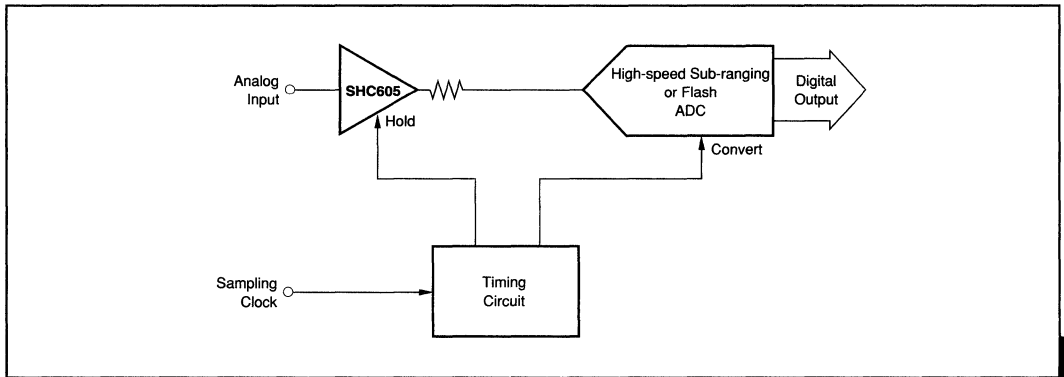 Analog
Input
SHC605
Hold
High-speed Sub-ranging
or Flash
ADC
Digital
Output
Convert
Sampling
Clock
Timing
Circuit